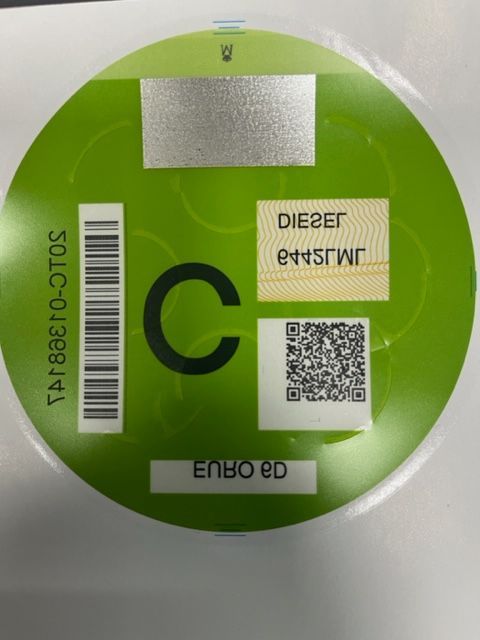 EURO 6D
20TC-01368147
C
6442LML
DIESEL
M